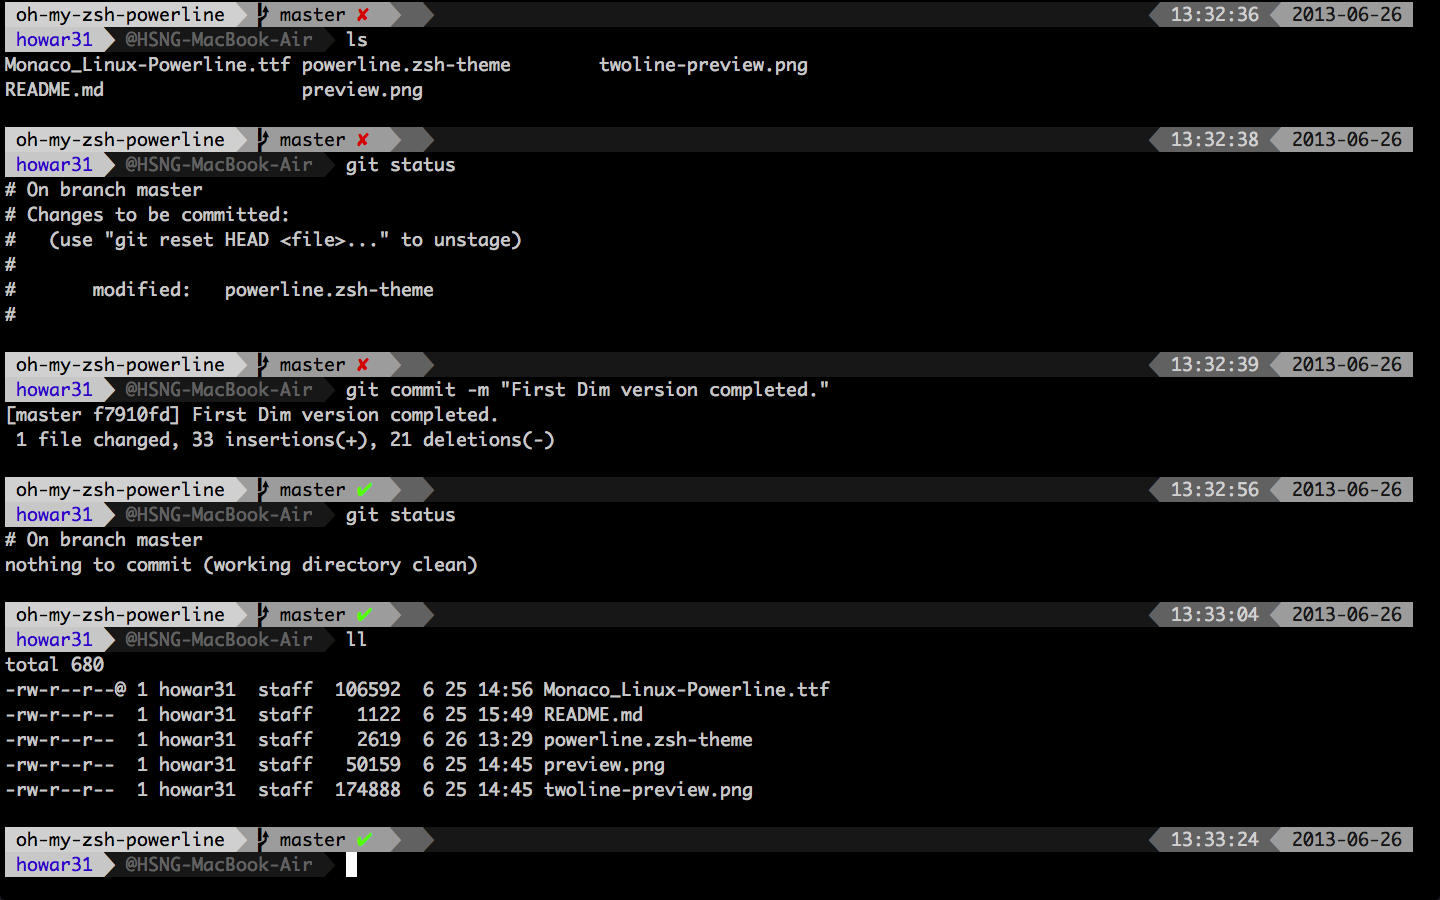 oh-my-zsh-powerline master ✘ 13:32:36 2013-06-26
howar31 @HSNG-MacBook-Air ls
Monaco_Linux-Powerline.ttf powerline.zsh-theme twoline-preview.png
README.md preview.png
oh-my-zsh-powerline master ✘ 13:32:38 2013-06-26
howar31 @HSNG-MacBook-Air git status
# On branch master
# Changes to be committed:
#   (use "git reset HEAD <file>..." to unstage)
#
#       modified:   powerline.zsh-theme
#
oh-my-zsh-powerline master ✘ 13:32:39 2013-06-26
howar31 @HSNG-MacBook-Air git commit -m "First Dim version completed."
[master f7910fd] First Dim version completed.
1 file changed, 33 insertions(+), 21 deletions(-)
oh-my-zsh-powerline master ✔ 13:32:56 2013-06-26
howar31 @HSNG-MacBook-Air git status
# On branch master
nothing to commit (working directory clean)
oh-my-zsh-powerline master ✔ 13:33:04 2013-06-26
howar31 @HSNG-MacBook-Air ll
total 680
-rw-r--r--@ 1 howar31  staff  106592  6 25 14:56 Monaco_Linux-Powerline.ttf
-rw-r--r--  1 howar31  staff    1122  6 25 15:49 README.md
-rw-r--r--  1 howar31  staff    2619  6 26 13:29 powerline.zsh-theme
-rw-r--r--  1 howar31  staff   50159  6 25 14:45 preview.png
-rw-r--r--  1 howar31  staff  174888  6 25 14:45 twoline-preview.png
oh-my-zsh-powerline master ✔ 13:33:24 2013-06-26
howar31 @HSNG-MacBook-Air